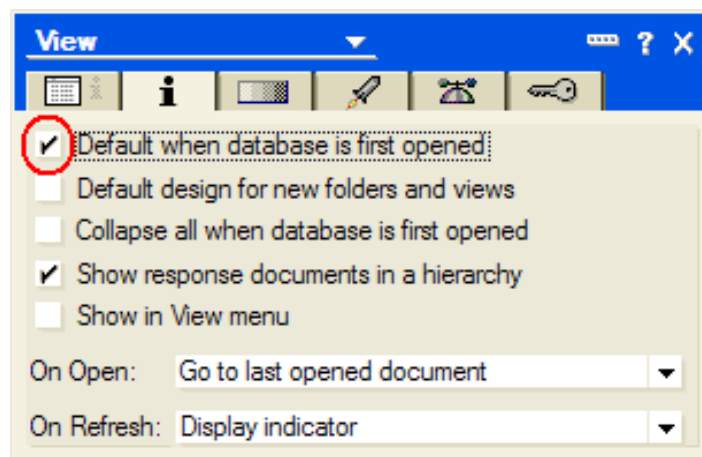 View
? X
i
Default when database is first opened
Default design for new folders and views
Collapse all when database is first opened
Show response documents in a hierarchy
Show in View menu
On Open: Go to last opened document
On Refresh: Display indicator